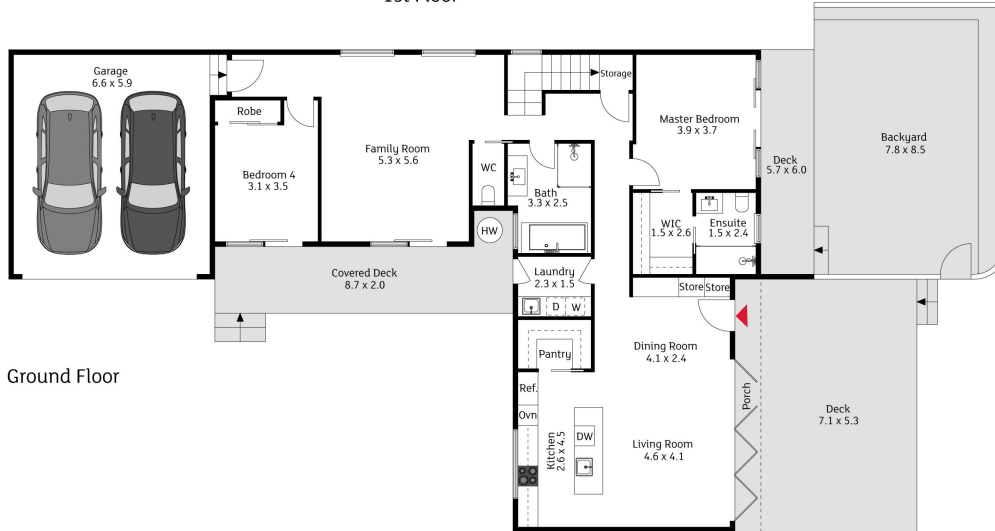 1st Floor
Garage
6.6 x 5.9
Storage
Master Bedroom
3.9 x 3.7
Backyard
7.8 x 8.5
Robe
Family Room
5.3 x 5.6
WC
Deck
5.7 x 6.0
Bedroom 4
3.1 x 3.5
Bath
3.3 x 2.5
WIC
1.5 x 2.6
Ensuite
1.5 x 2.4
HW
Covered Deck
8.7 x 2.0
Laundry
2.3 x 1.5
D
W
Store
Store
Pantry
Dining Room
4.1 x 2.4
Ground Floor
Ref.
Ovn
Porch
Deck
7.1 x 5.3
Kitchen
2.6 x 4.5
DW
Living Room
4.6 x 4.1